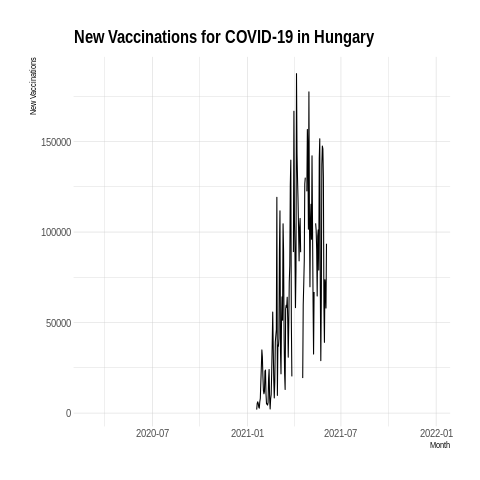 New Vaccinations for COVID-19 in Hungary
New Vaccinations
150000
100000
50000
0
2020-07
2021-01
2021-07
2022-01
Month